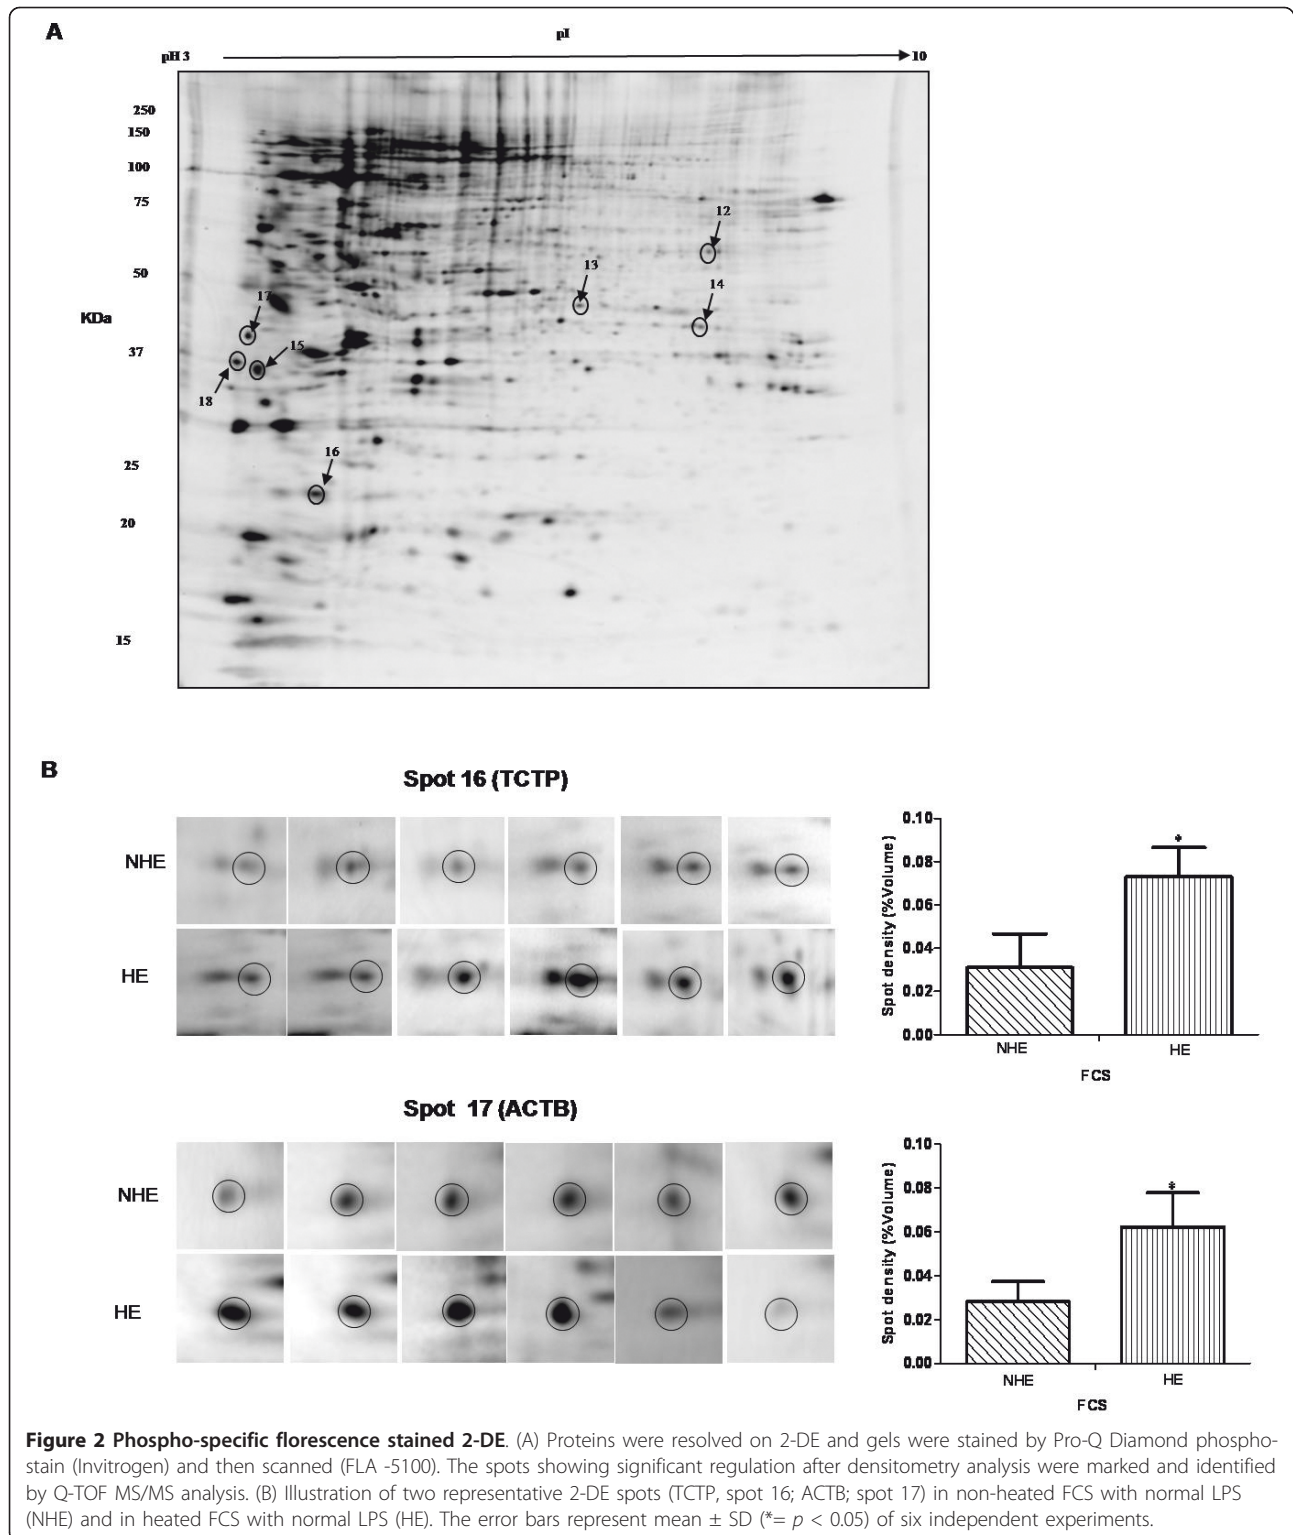 A
pI
pH 3 10
250
150
100
75
50
KDa
37
25
20
15
12
13
14
17
15
18
16
B
Spot 16 (TCTP)
NHE
HE
Spot density (%Volume)
0.10
0.08
0.06
0.04
0.02
0.00
*
NHE HE
FCS
Spot 17 (ACTB)
NHE
HE
Spot density (%Volume)
0.10
0.08
0.06
0.04
0.02
0.00
*
NHE HE
FCS
Figure 2 Phospho-specific florescence stained 2-DE. (A) Proteins were resolved on 2-DE and gels were stained by Pro-Q Diamond phospho-
stain (Invitrogen) and then scanned (FLA -5100). The spots showing significant regulation after densitometry analysis were marked and identified
by Q-TOF MS/MS analysis. (B) Illustration of two representative 2-DE spots (TCTP, spot 16; ACTB; spot 17) in non-heated FCS with normal LPS
(NHE) and in heated FCS with normal LPS (HE). The error bars represent mean ± SD (*= p < 0.05) of six independent experiments.